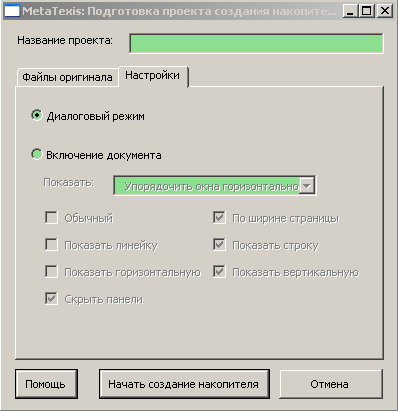 MetaTexis: Подготовка проекта создания накопите...
Название проекта:
Файлы оригинала Настройки
Диалоговый режим
Включение документа
Показать: Упорядочить окна горизонтально
Обычный По ширине страницы
Показать линейку Показать строку
Показать горизонтальную Показать вертикальную
Скрыть панели
Помощь Начать создание накопителя Отмена